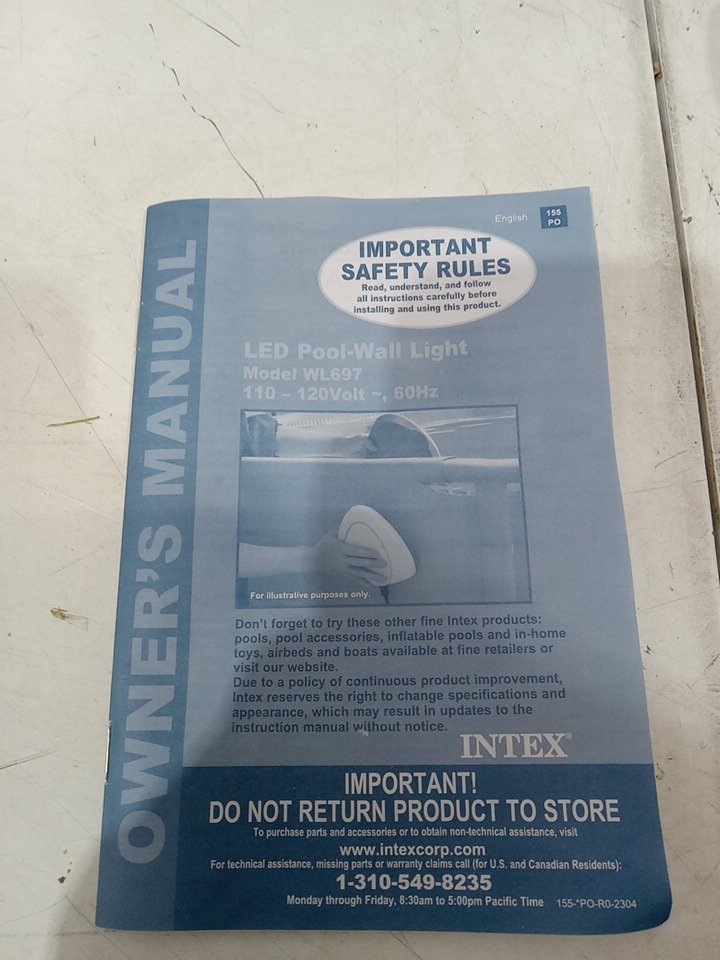 English
155
PO
IMPORTANT
SAFETY RULES
Read, understand, and follow
all instructions carefully before
installing and using this product.
LED Pool-Wall Light
Model WL697
110 – 120Volt ~, 60Hz
For illustrative purposes only.
Don't forget to try these other fine Intex products:
pools, pool accessories, inflatable pools and in-home
toys, airbeds and boats available at fine retailers or
visit our website.
Due to a policy of continuous product improvement,
Intex reserves the right to change specifications and
appearance, which may result in updates to the
instruction manual without notice.
INTEX®
OWNER'S MANUAL
IMPORTANT!
DO NOT RETURN PRODUCT TO STORE
To purchase parts and accessories or to obtain non-technical assistance, visit
www.intexcorp.com
For technical assistance, missing parts or warranty claims call (for U.S. and Canadian Residents):
1-310-549-8235
Monday through Friday, 8:30am to 5:00pm Pacific Time
155-*PO-R0-2304